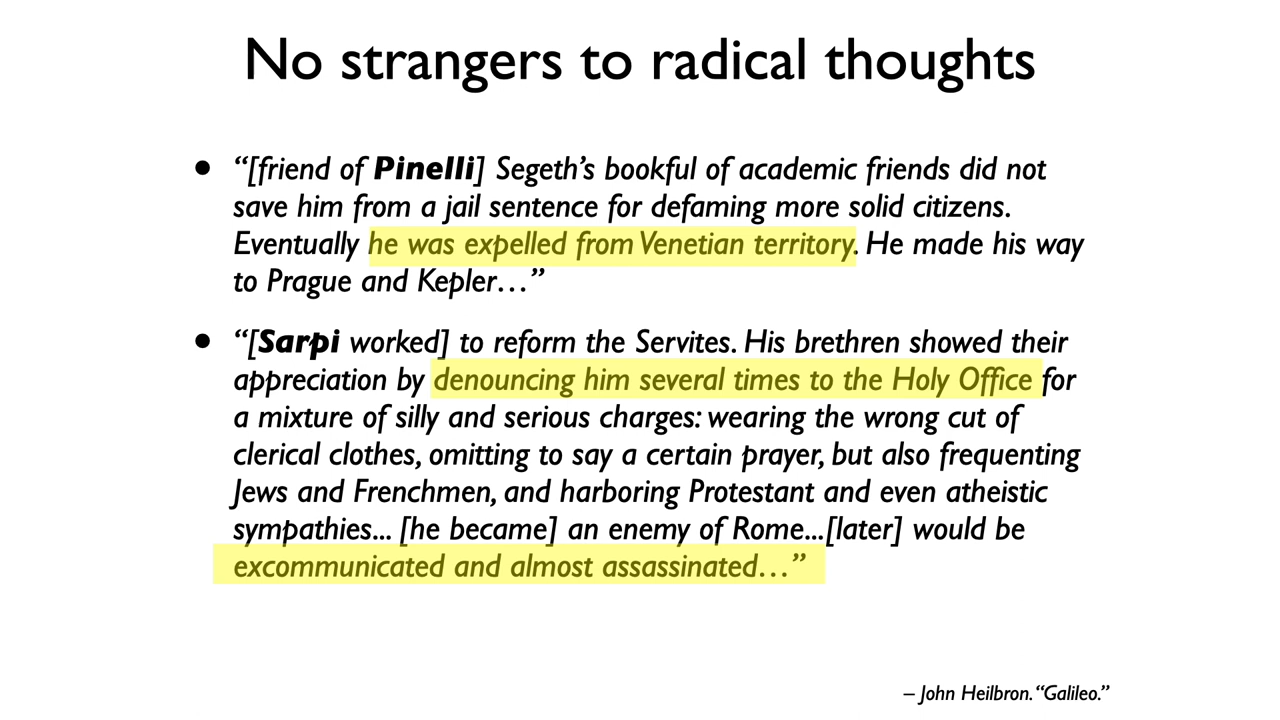 No strangers to radical thoughts
• “[friend of Pinelli] Segeth’s bookful of academic friends did not
save him from a jail sentence for defaming more solid citizens.
Eventually he was expelled from Venetian territory. He made his way
to Prague and Kepler…”
• “[Sarpi worked] to reform the Servites. His brethren showed their
appreciation by denouncing him several times to the Holy Office for
a mixture of silly and serious charges: wearing the wrong cut of
clerical clothes, omitting to say a certain prayer, but also frequenting
Jews and Frenchmen, and harboring Protestant and even atheistic
sympathies... [he became] an enemy of Rome...[later] would be
excommunicated and almost assassinated…”
– John Heilbron. “Galileo.”